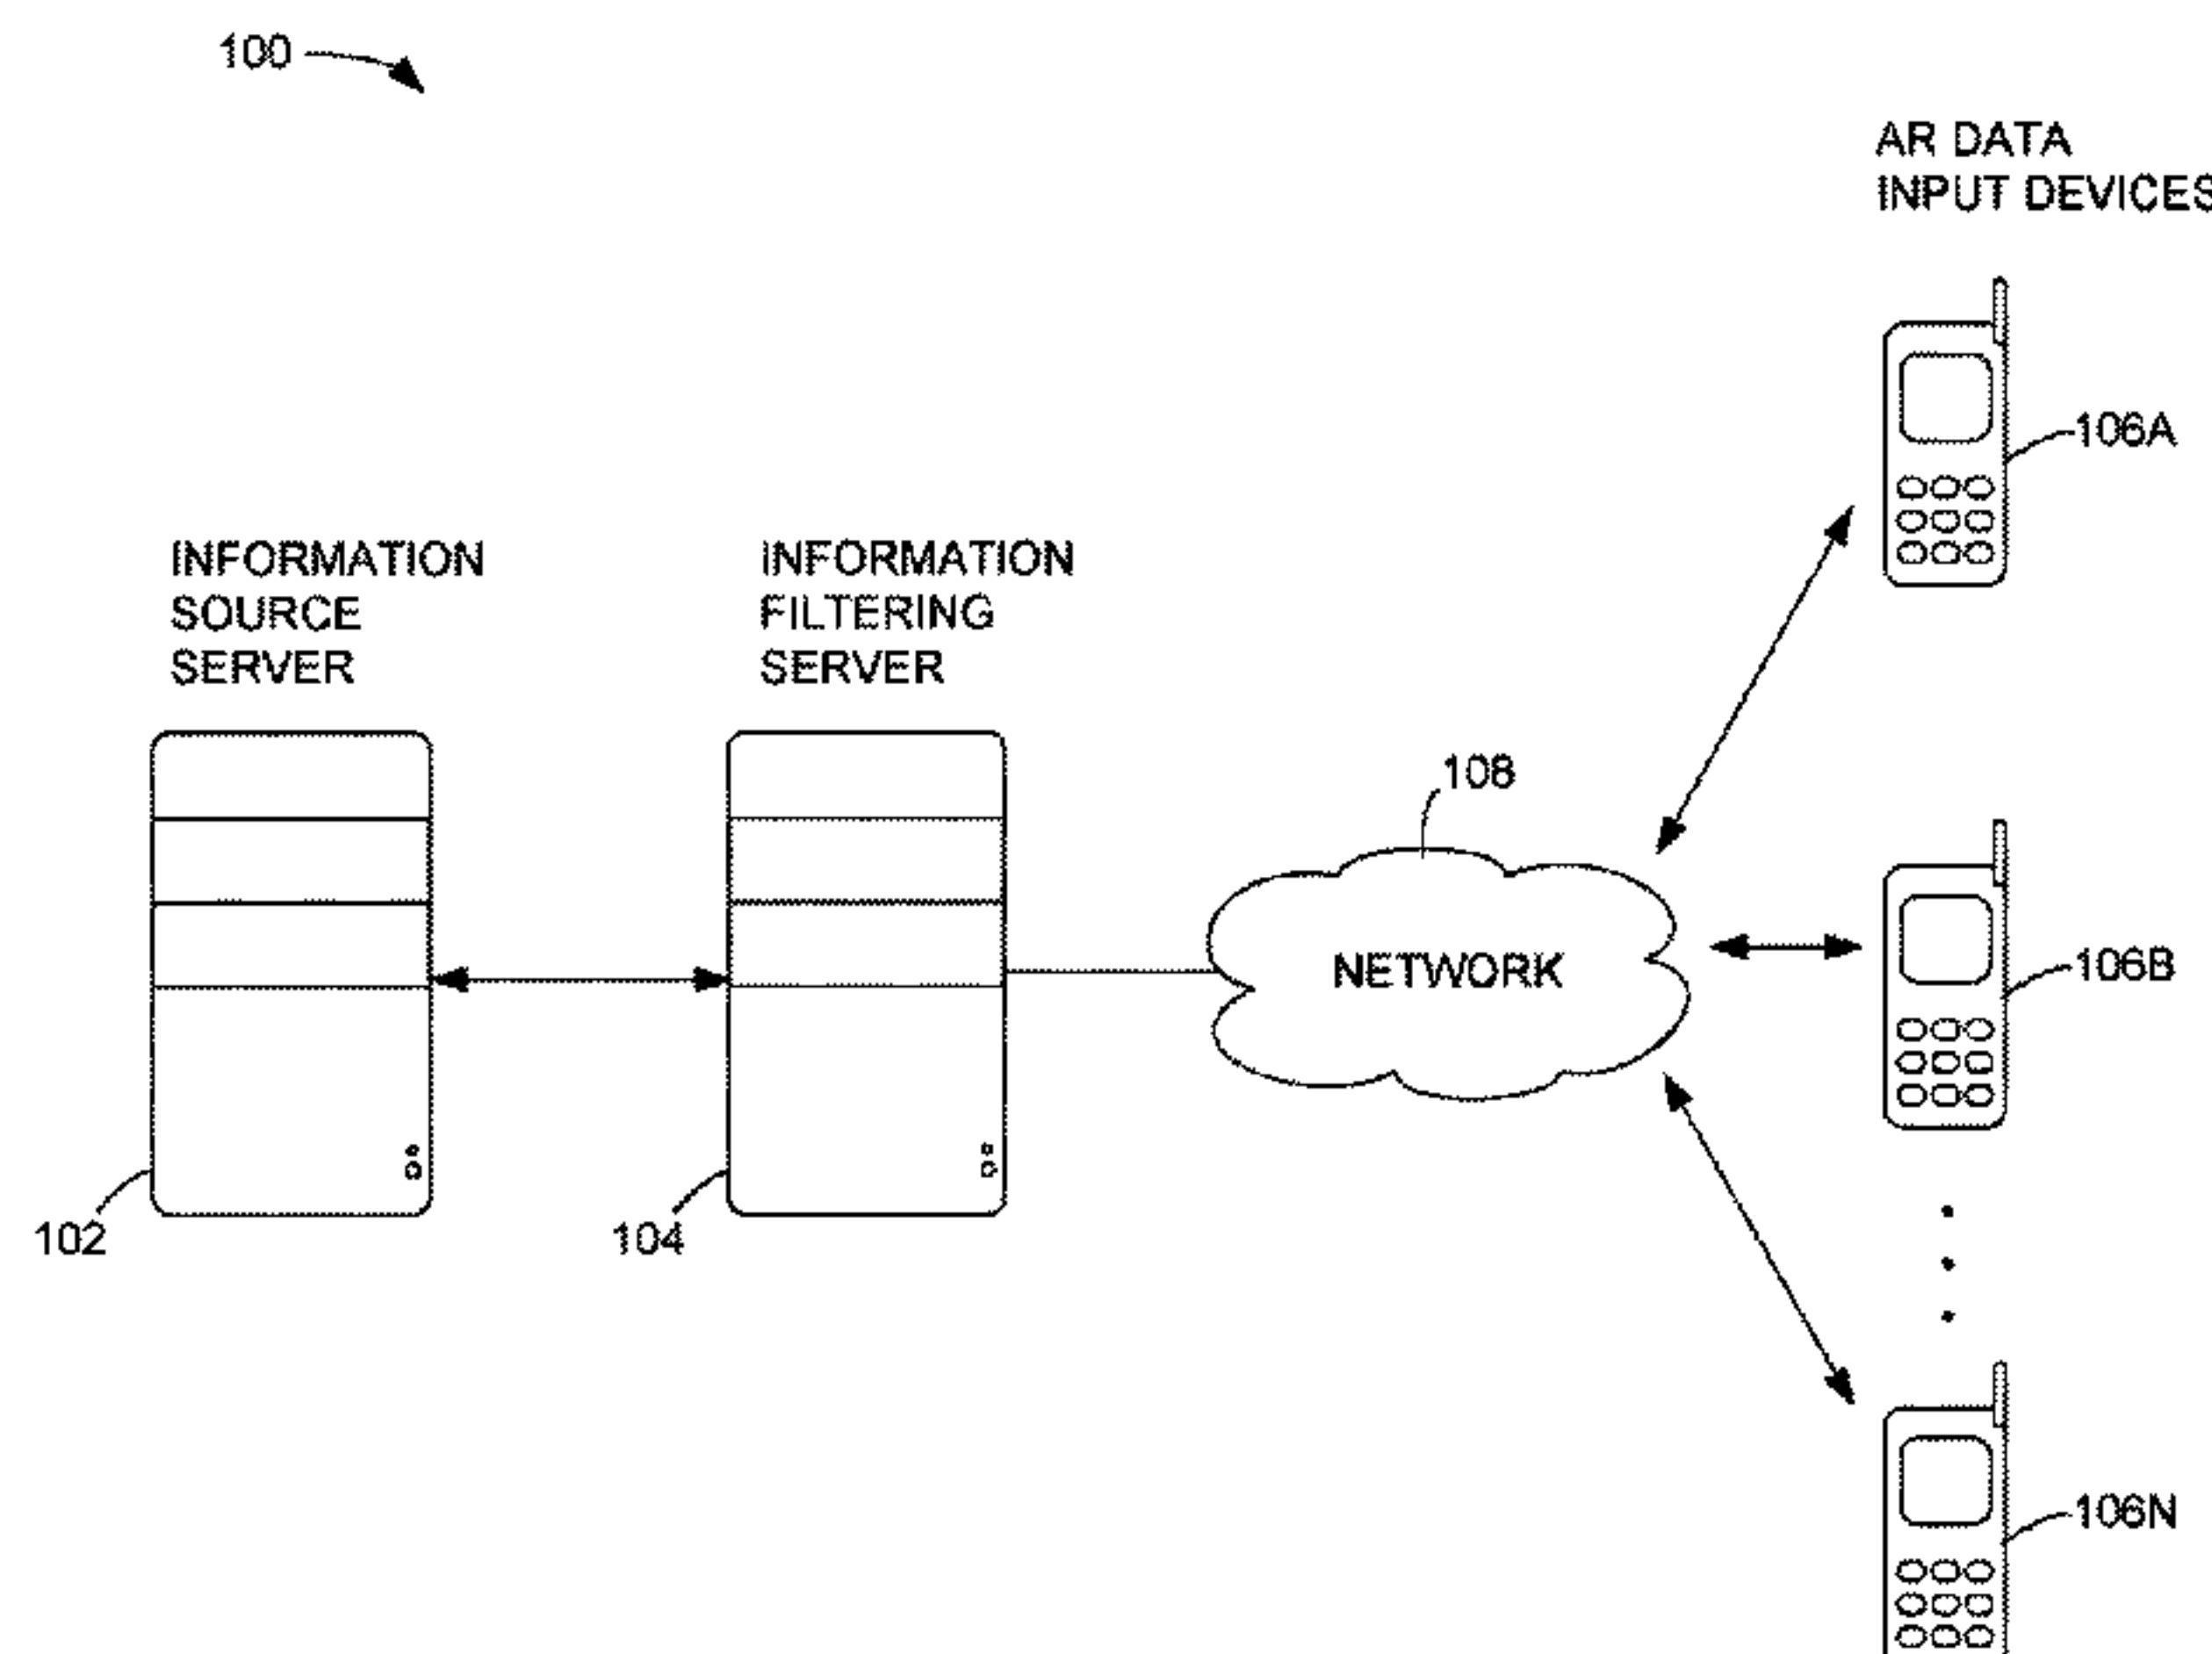 100
AR DATA
INPUT DEVICES
106A
INFORMATION
SOURCE
SERVER
INFORMATION
FILTERING
SERVER
108
NETWORK
106B
102
104
106N